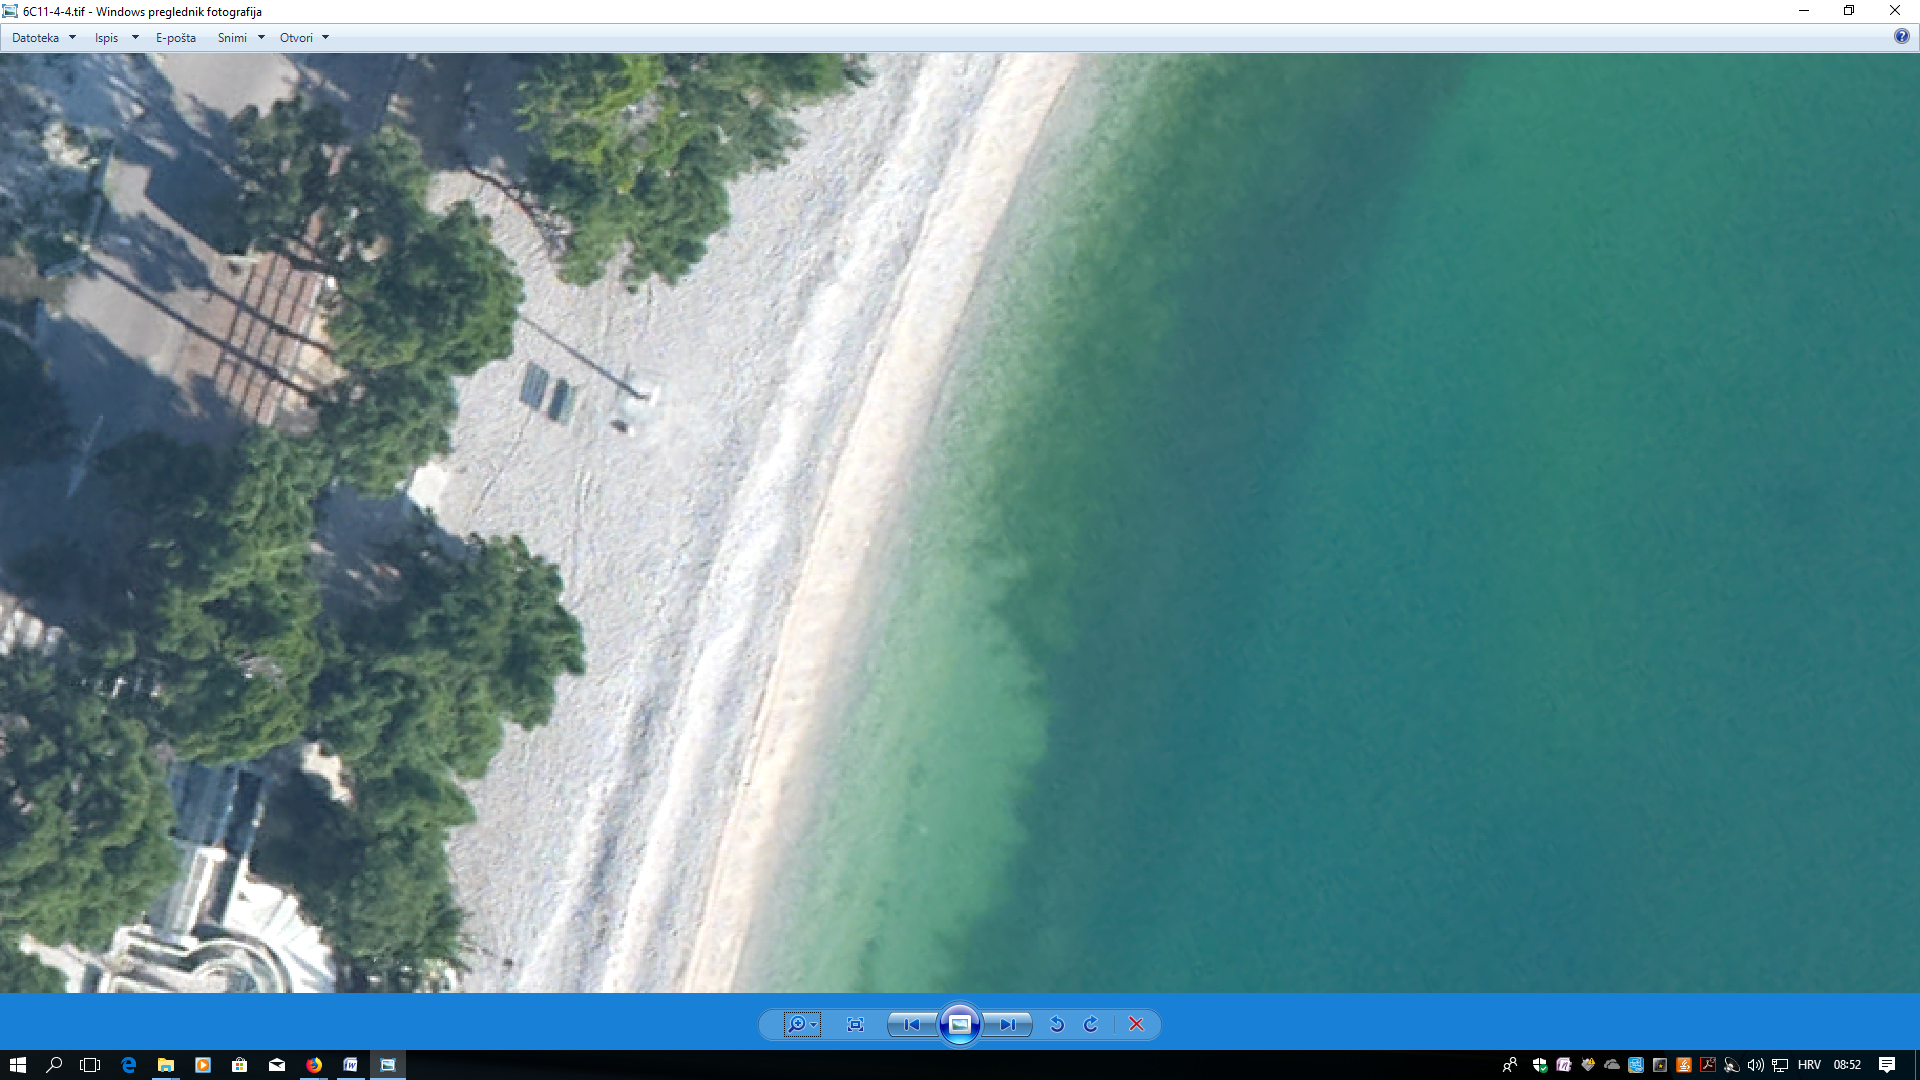 6C11-4-4.tif - Windows preglednik fotografija
Datoteka Ispis E-pošta Snimi Otvori
HRV 08:52